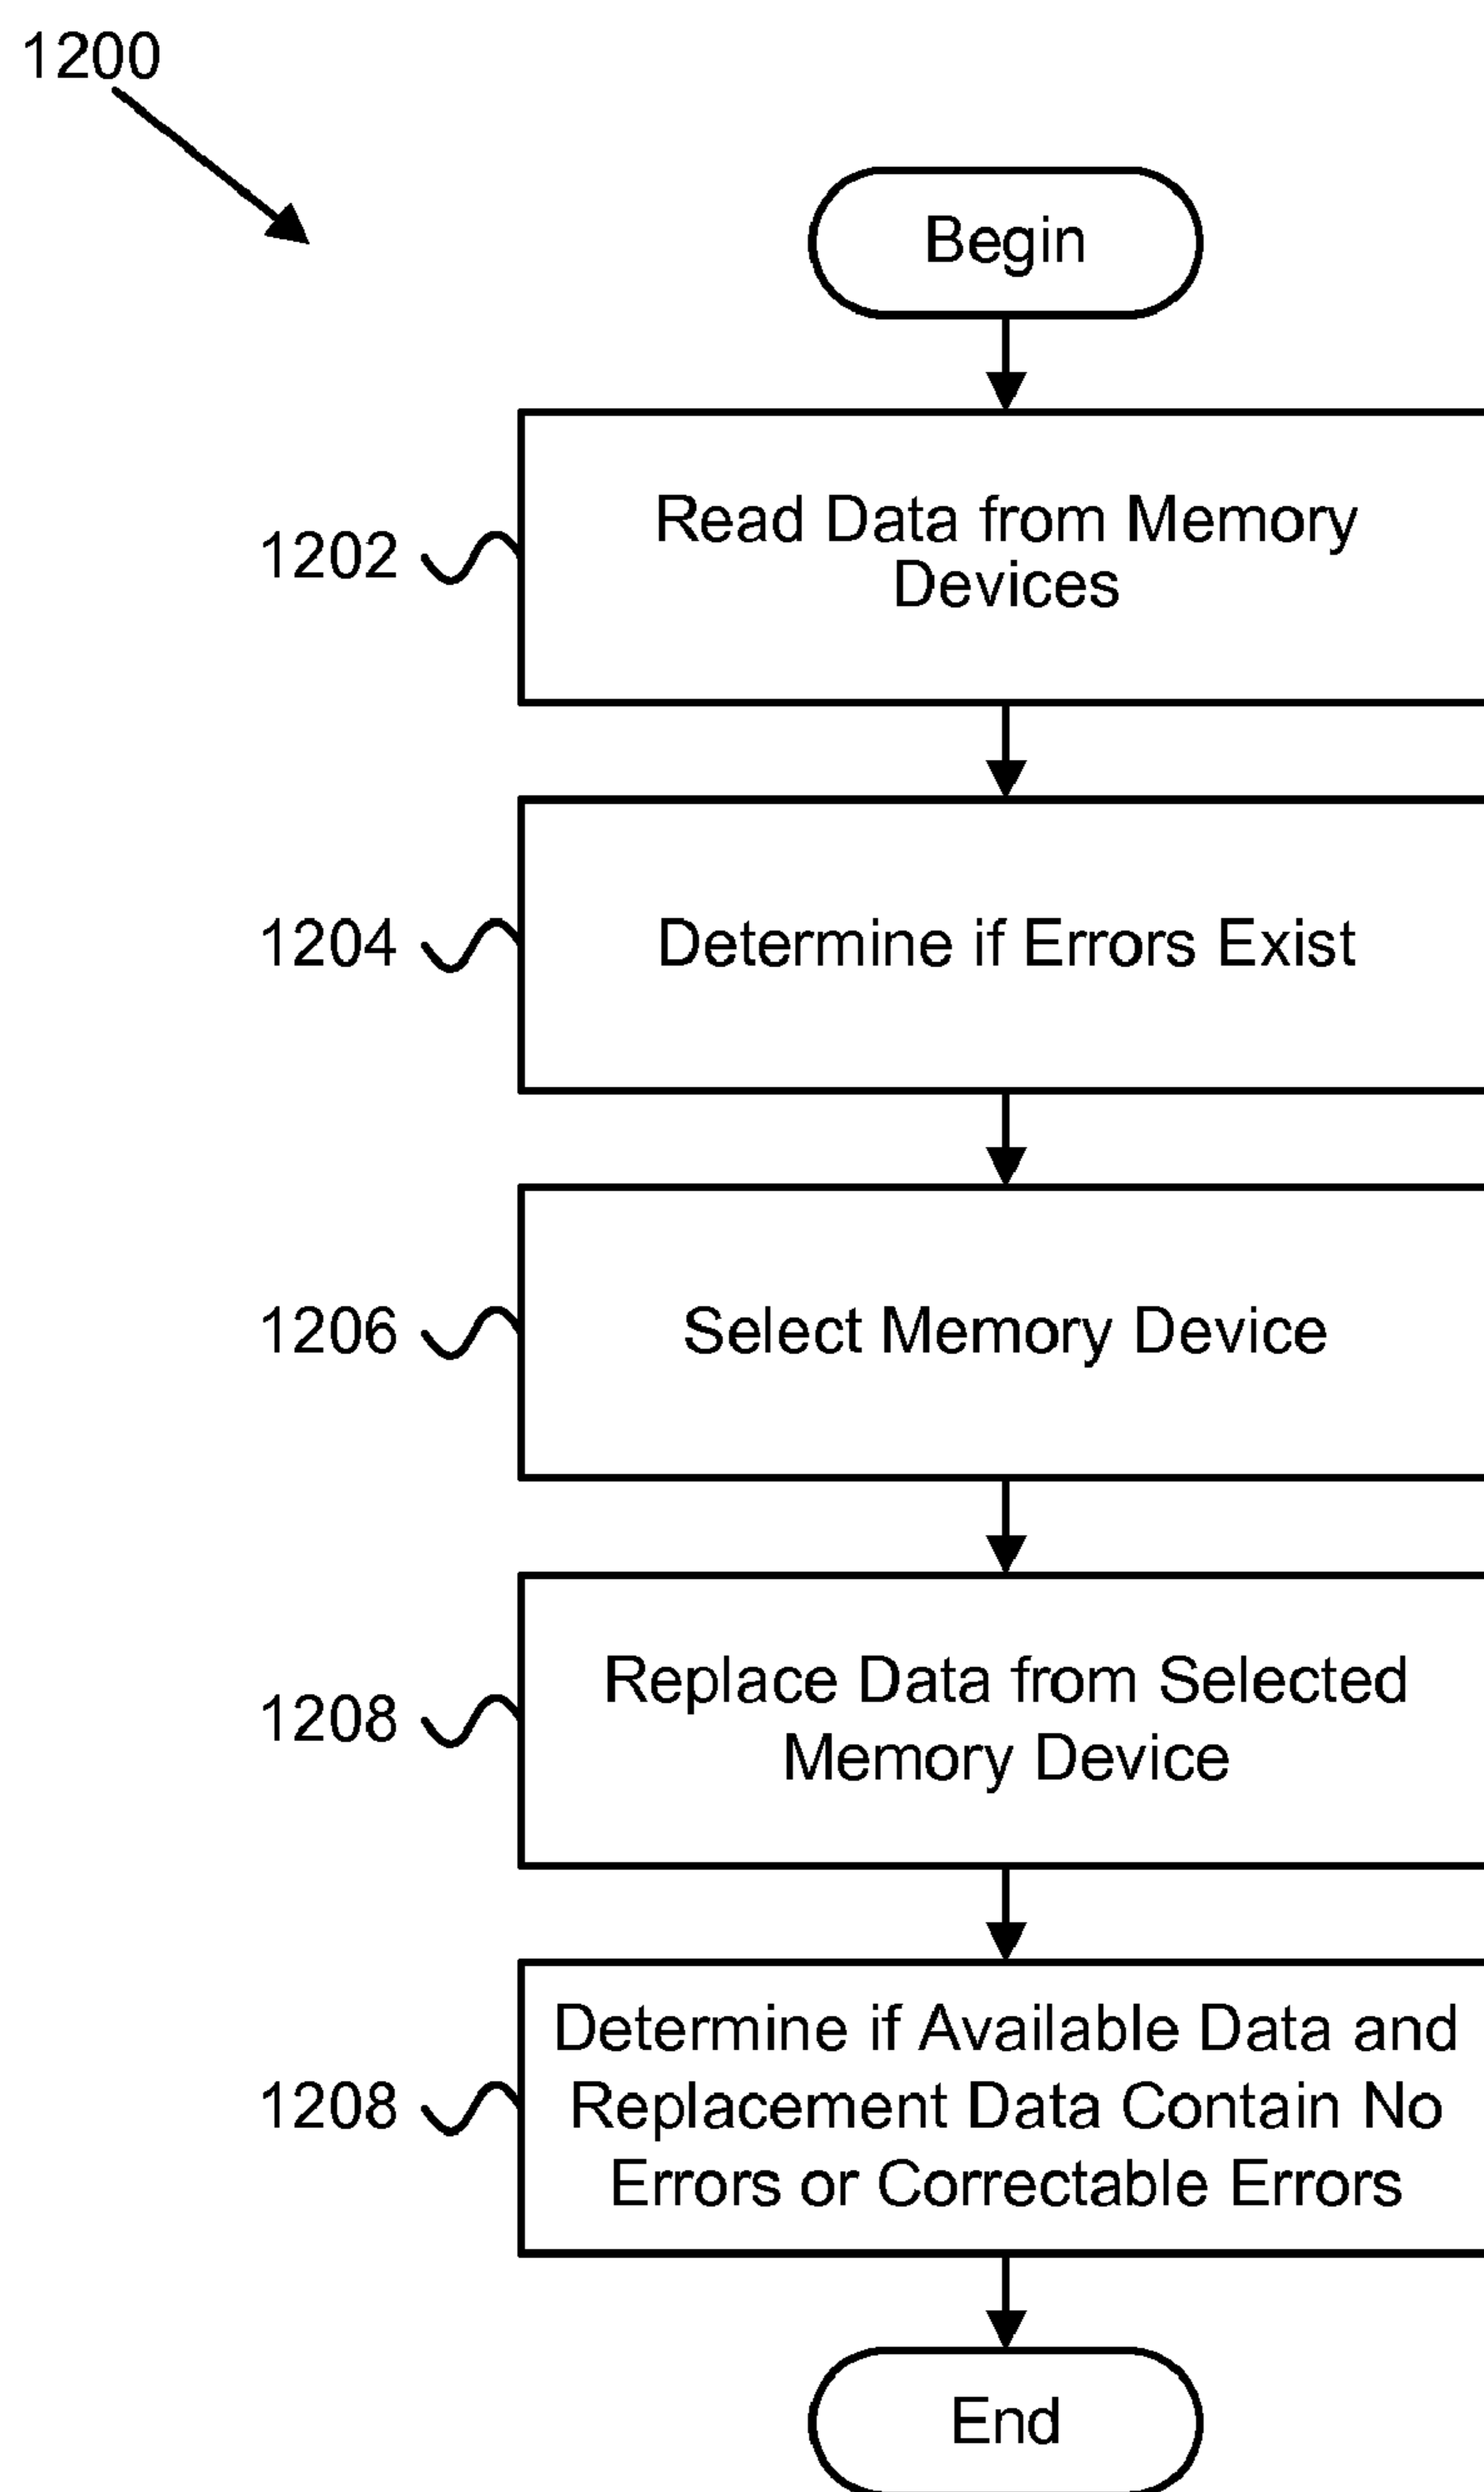 1200
Begin
Read Data from Memory
Devices
1202
Determine if Errors Exist
1204
Select Memory Device
1206
Replace Data from Selected
Memory Device
1208
Determine if Available Data and
Replacement Data Contain No
Errors or Correctable Errors
1208
End